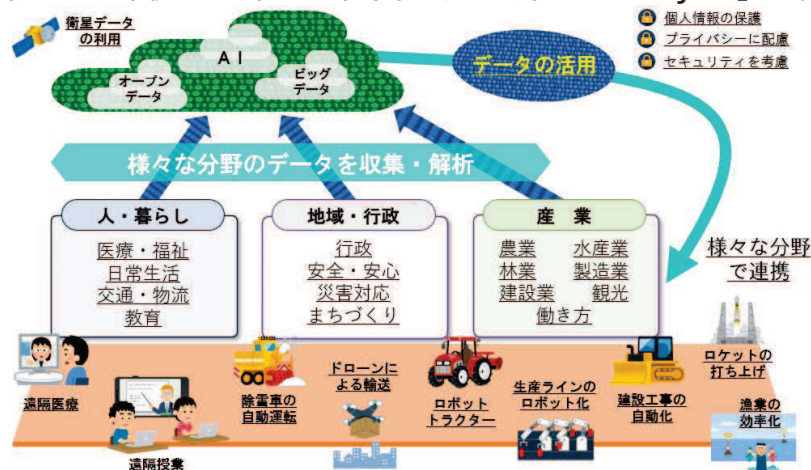 衛星データ
の利用
AI
オープン
データ
ビッグ
データ
データの活用
個人情報の保護
プライバシーに配慮
セキュリティを考慮
様々な分野のデータを収集・解析
人・暮らし
医療・福祉
日常生活
交通・物流
教育
地域・行政
行政
安全・安心
災害対応
まちづくり
産 業
農業 水産業
林業 製造業
建設業 観光
働き方
様々な分野
で連携
遠隔医療
遠隔授業
除雪車の
自動運転
ドローンに
よる輸送
ロボット
トラクター
生産ラインの
ロボット化
建設工事の
自動化
ロケットの
打ち上げ
漁業の
効率化